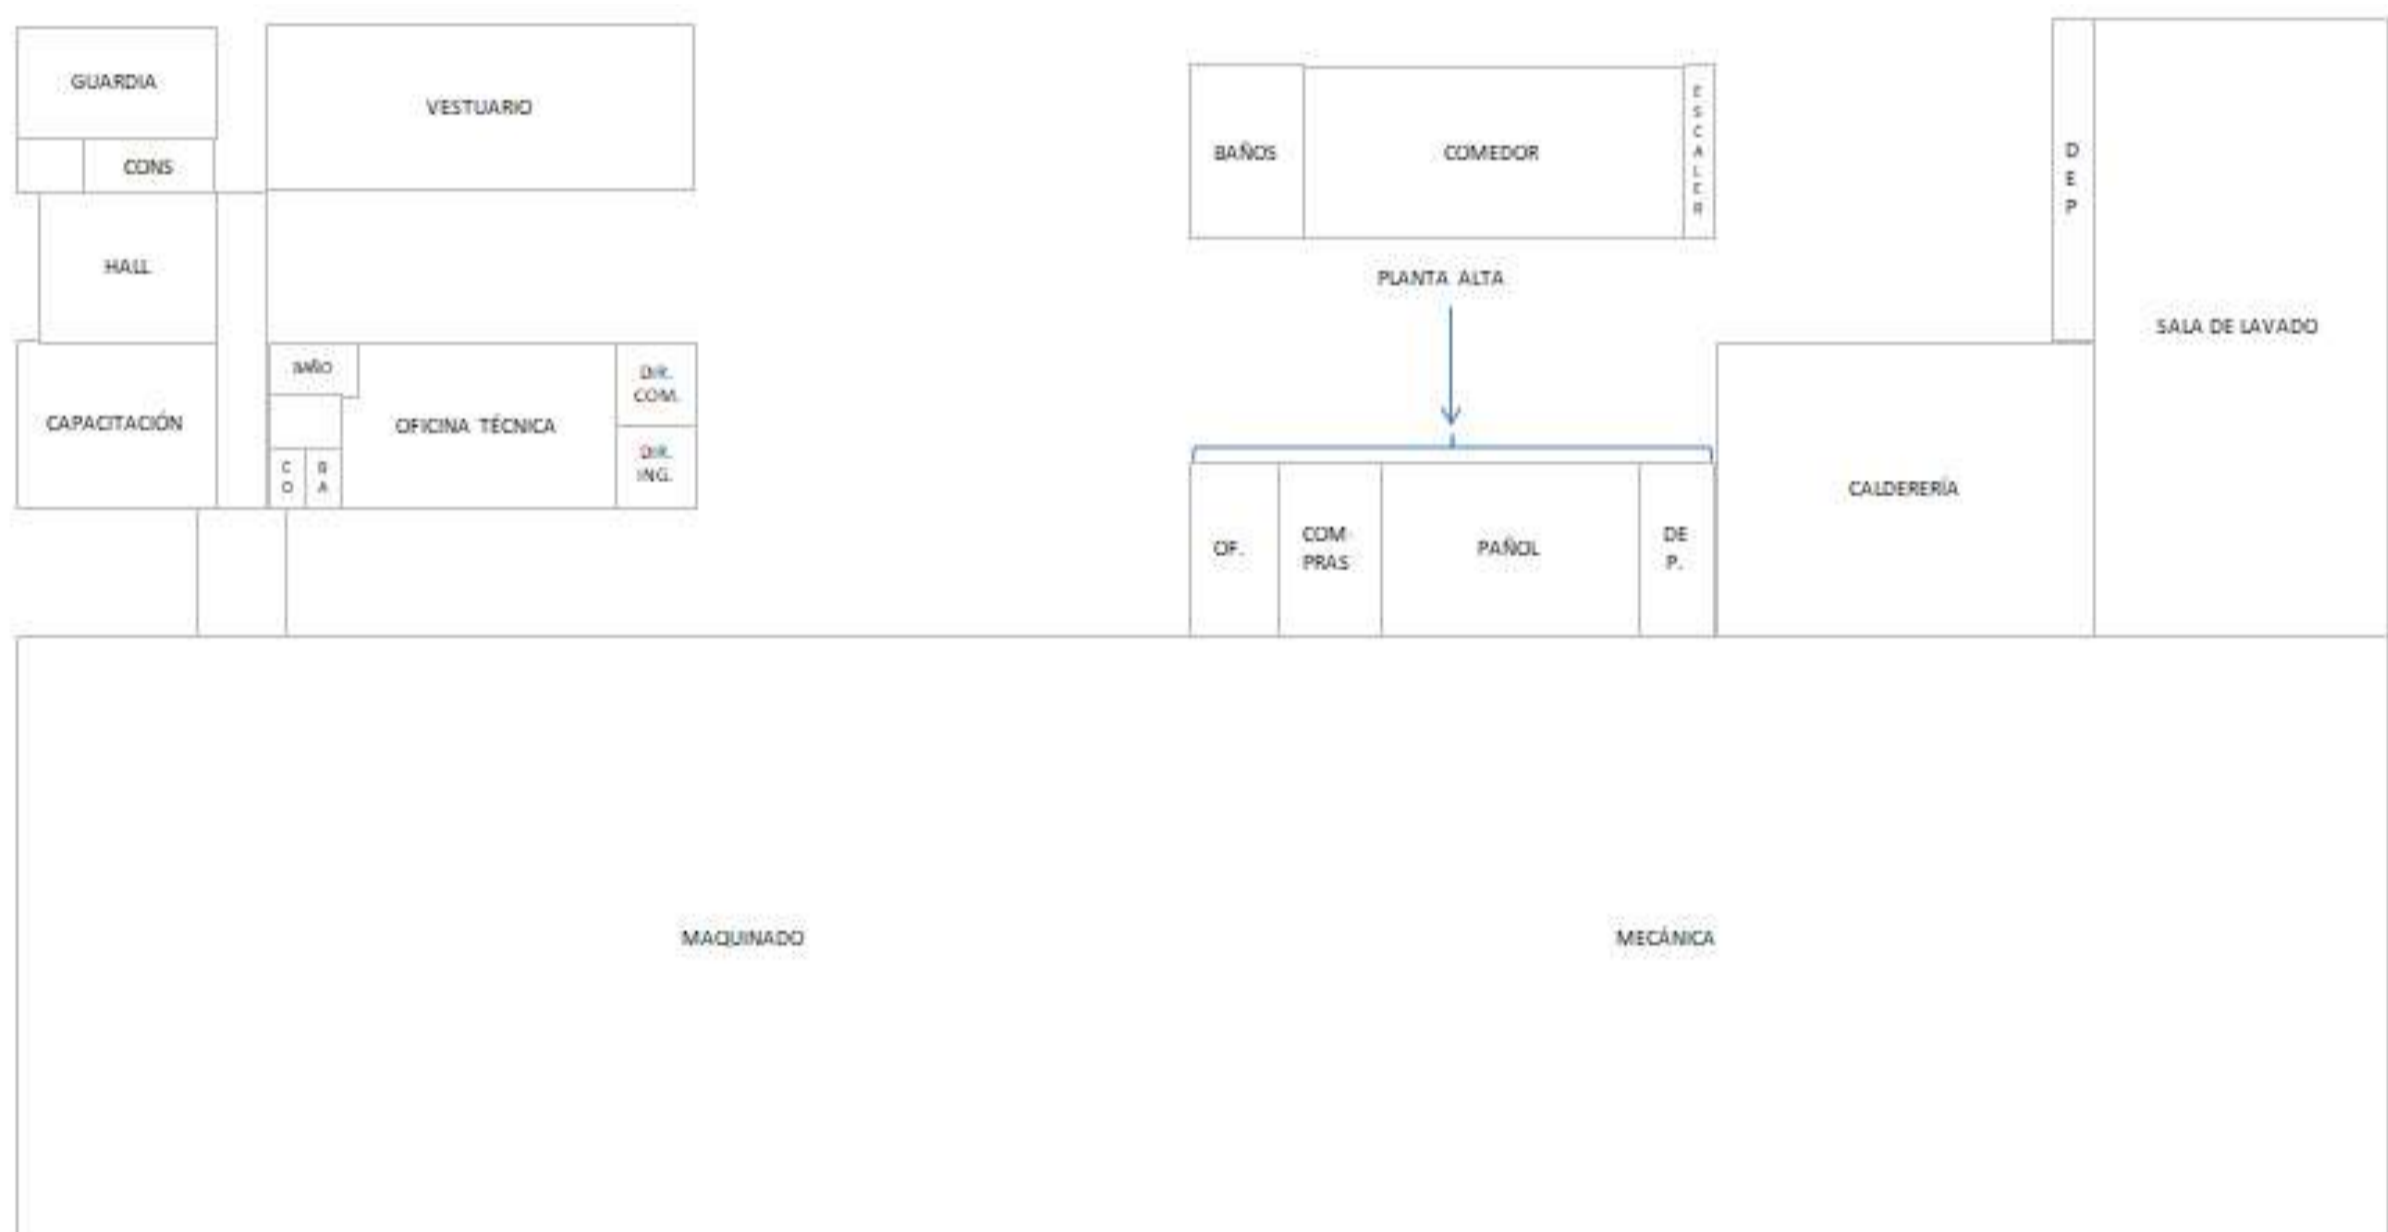 GUARDIA
VESTUARIO
CONS
HALL
CAPACITACIÓN
BAÑO
OFICINA TÉCNICA
DIR.
COM.
DIR.
ING.
C
O
B
A
BAÑOS
COMEDOR
E
S
C
A
L
E
R
PLANTA ALTA
OF.
COM-
PRAS
PAÑOL
DE
P.
D
E
P
SALA DE LAVADO
CALDERERÍA
MAQUINADO
MECÁNICA